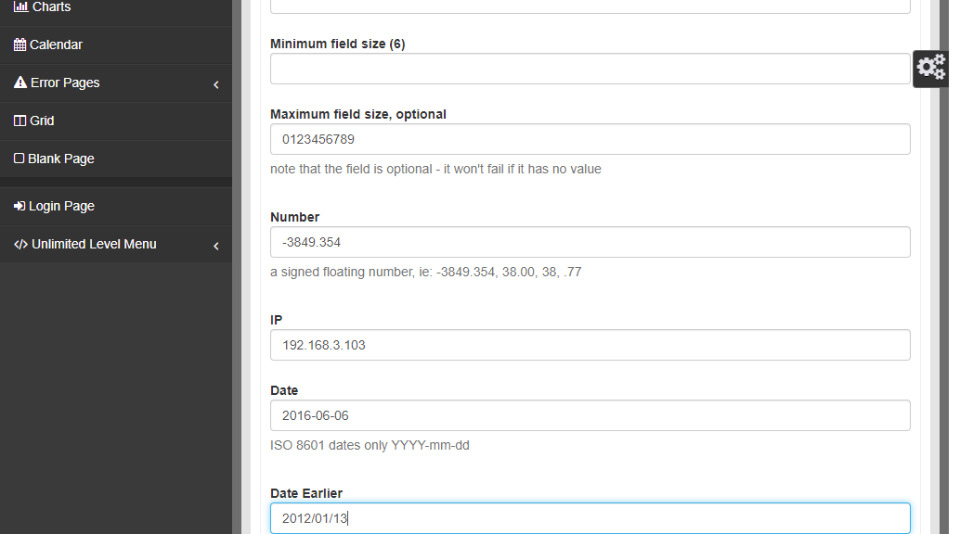 Charts
Calendar
Error Pages
Grid
Blank Page
Login Page
</> Unlimited Level Menu
Minimum field size (6)
Maximum field size, optional
0123456789
note that the field is optional - it won't fail if it has no value
Number
-3849.354
a signed floating number, ie: -3849.354, 38.00, 38, .77
IP
192.168.3.103
Date
2016-06-06
ISO 8601 dates only YYYY-mm-dd
Date Earlier
2012/01/13